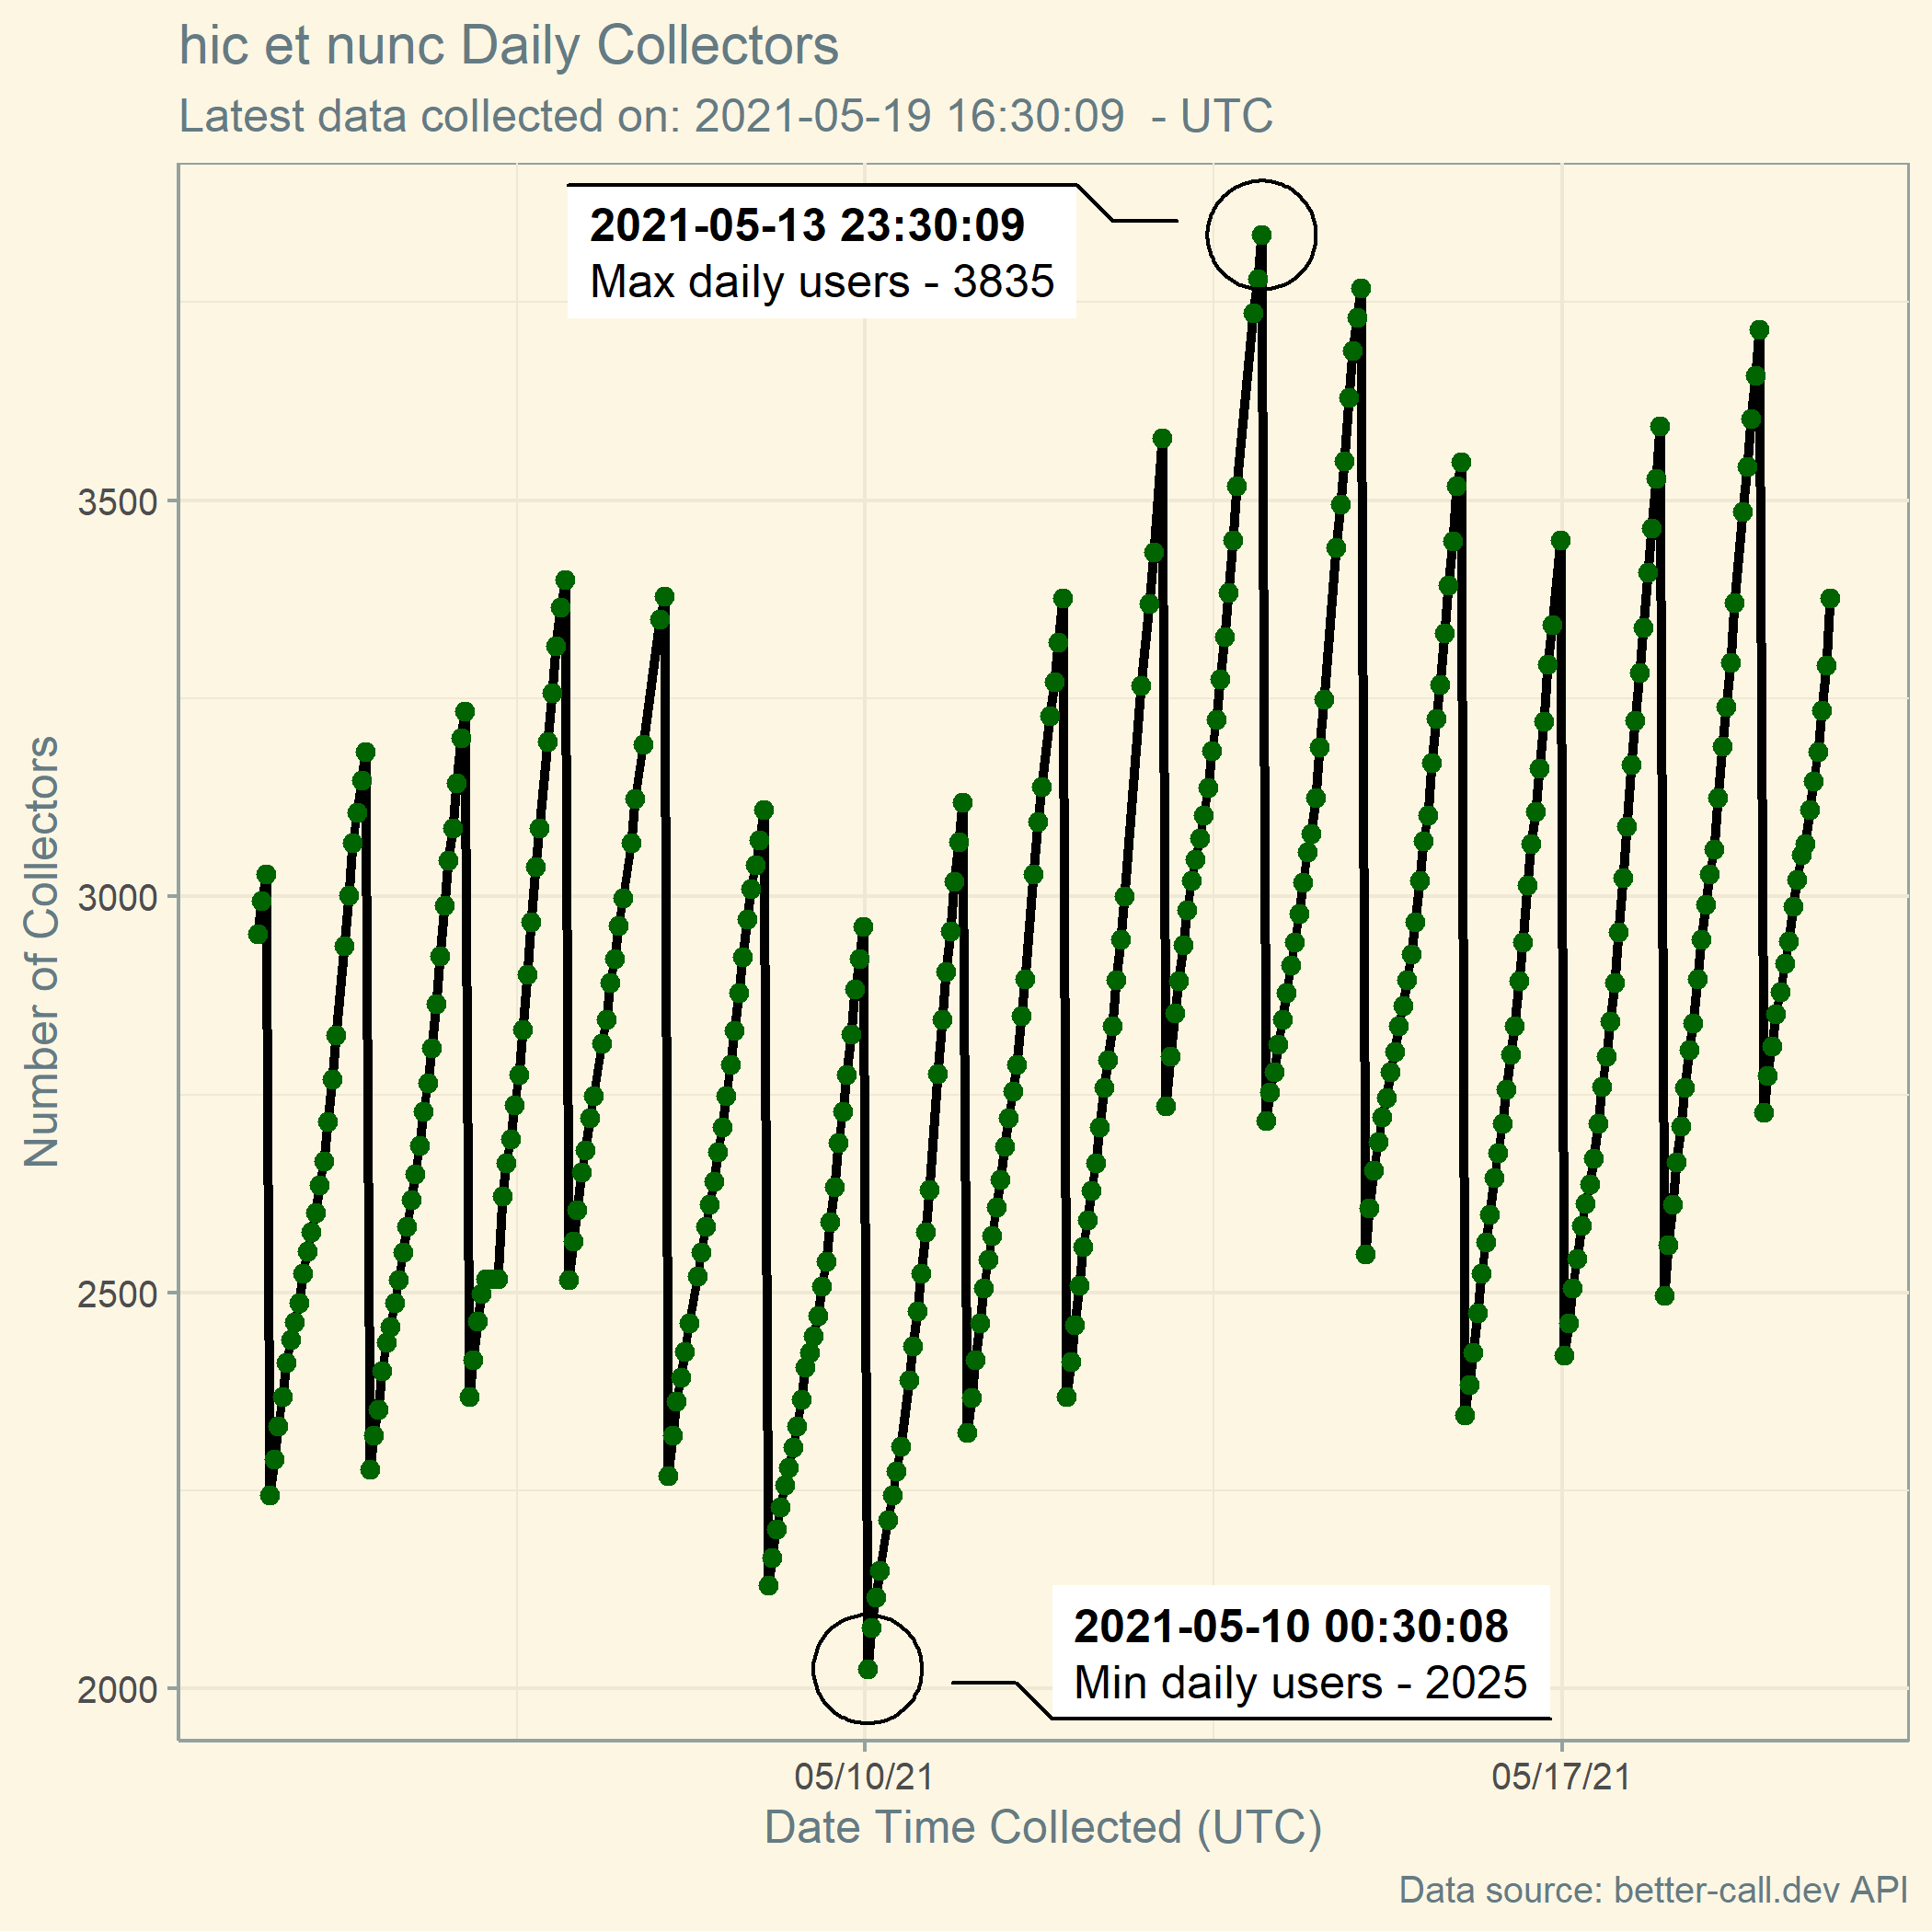 hic et nunc Daily Collectors
Latest data collected on: 2021-05-19 16:30:09  - UTC
2021-05-13 23:30:09
Max daily users - 3835
3500
3000
2500
2000
Number of Collectors
2021-05-10 00:30:08
Min daily users - 2025
05/10/21
05/17/21
Date Time Collected (UTC)
Data source: better-call.dev API